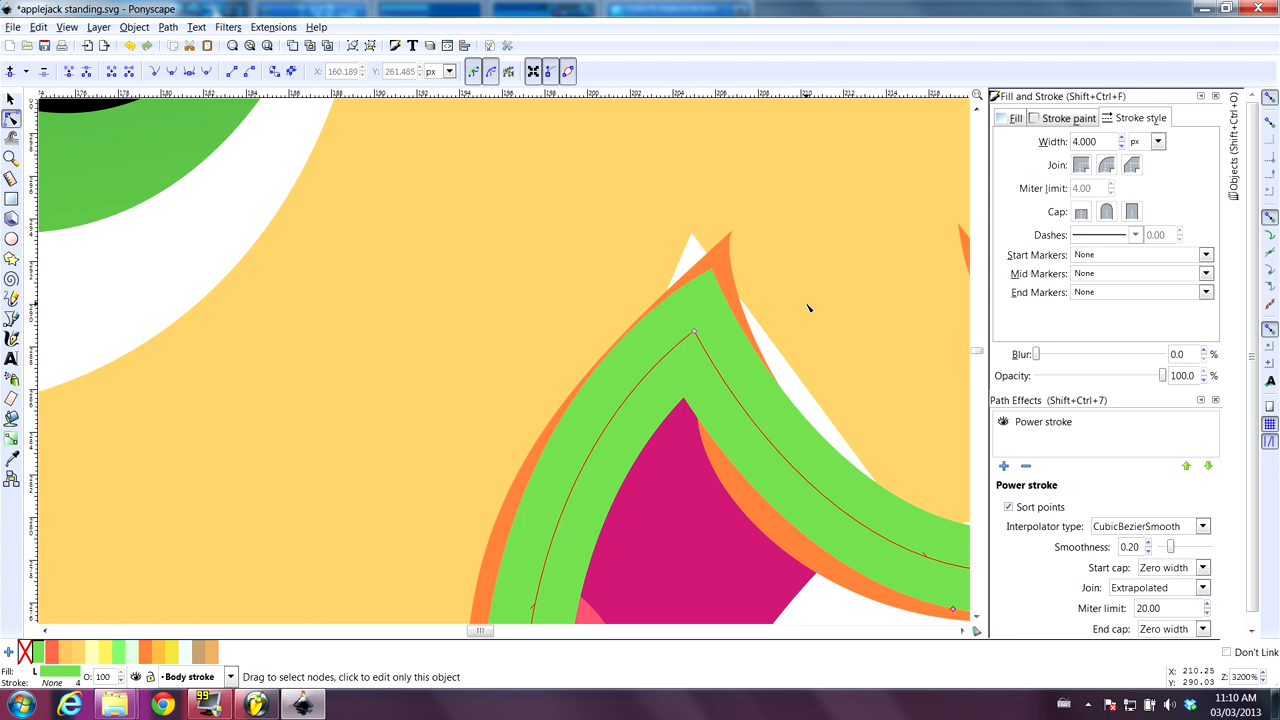 *applejack standing.svg - Ponyscape
File Edit View Layer Object Path Text Filters Extensions Help
X: 160.189 Y: 261.485 px
Fill and Stroke (Shift+Ctrl+F)
Fill Stroke paint Stroke style
Width: 4.000 px
Join:
Miter limit: 4.00
Cap:
Dashes: 0.00
Start Markers: None
Mid Markers: None
End Markers: None
Blur: 0.0 %
Opacity: 100.0 %
Path Effects (Shift+Ctrl+7)
Power stroke
Power stroke
Sort points
Interpolator type: CubicBezierSmooth
Smoothness: 0.20
Start cap: Zero width
Join: Extrapolated
Miter limit: 20.00
End cap: Zero width
Objects (Shift+Ctrl+O)
Don't Link
Fill: L O: 100 •Body stroke Drag to select nodes, click to edit only this object
Stroke: None 4
X: 210.25
Y: 290.03
Z: 3200%
99
11:10 AM
03/03/2013